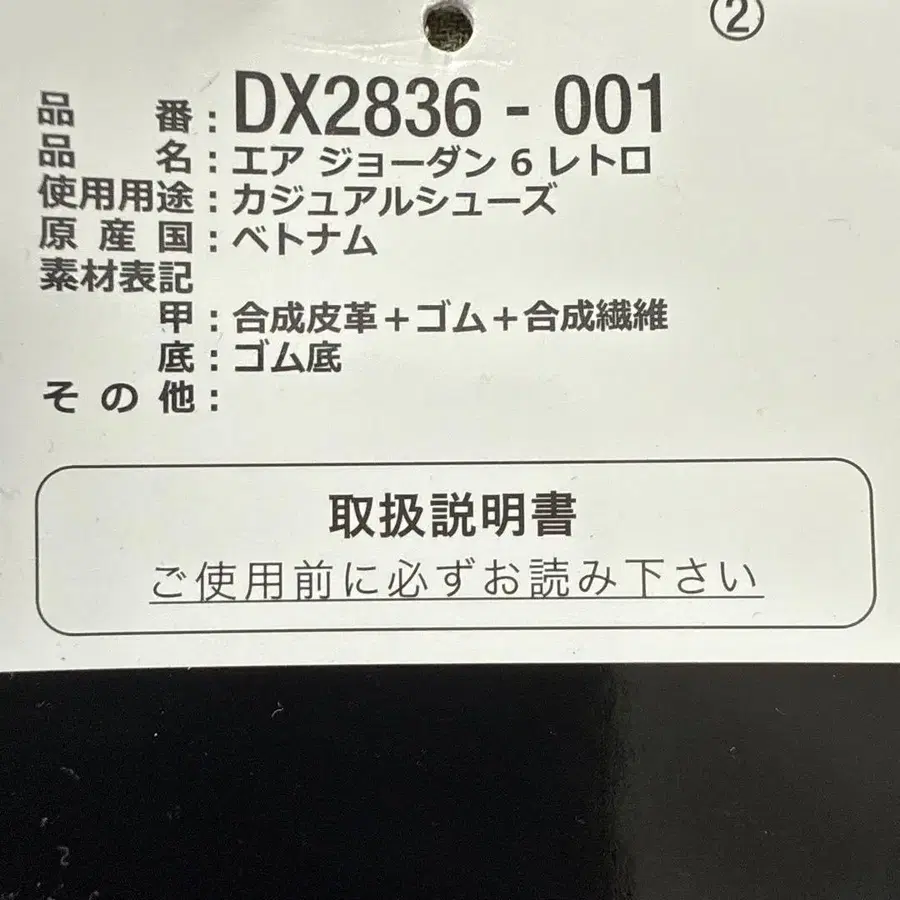 ②
品 番：DX2836 - 001
品 名：エア ジョーダン 6 レトロ
使用用途：カジュアルシューズ
原 産 国：ベトナム
素材表記
甲：合成皮革＋ゴム＋合成繊維
底：ゴム底
そ の 他：
取扱説明書
ご使用前に必ずお読み下さい